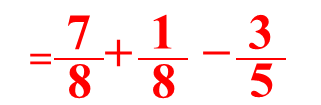 = 7/8 + 1/8 − 3/5